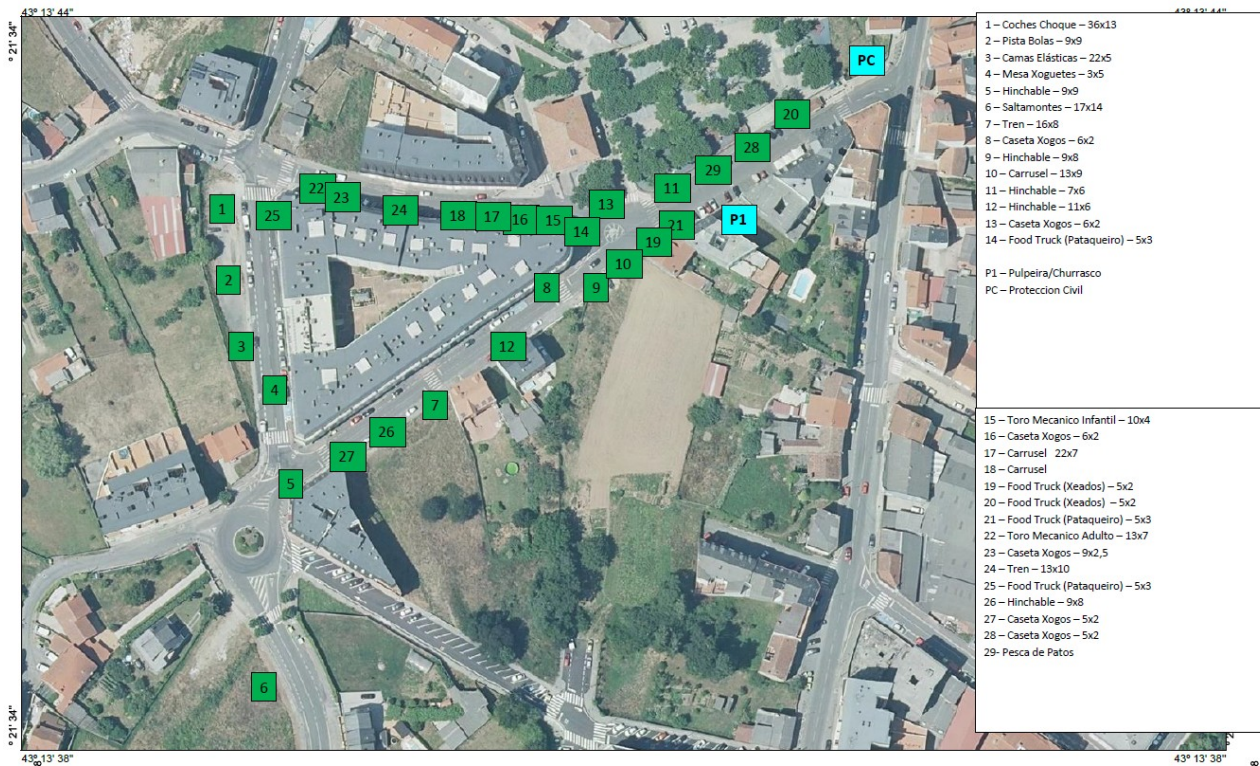 43º 13' 44"
43º 13' 44"
º 21' 34"
1 – Coches Choque – 36x13
2 – Pista Bolas – 9x9
3 – Camas Elásticas – 22x5
4 – Mesa Xoguetes – 3x5
5 – Hinchable – 9x9
6 – Saltamontes – 17x14
7 – Tren – 16x8
8 – Caseta Xogos – 6x2
9 – Hinchable – 9x8
10 – Carrusel – 13x9
11 – Hinchable – 7x6
12 – Hinchable – 11x6
13 – Caseta Xogos – 6x2
14 – Food Truck (Pataqueiro) – 5x3
P1 – Pulpeira/Churrasco
PC – Proteccion Civil
PC
20
28
29
11
22
23
1
25
24
18
17
16
15
13
14
21
P1
19
10
2
8
9
3
12
4
7
26
27
5
6
15 – Toro Mecanico Infantil – 10x4
16 – Caseta Xogos – 6x2
17 – Carrusel 22x7
18 – Carrusel
19 – Food Truck (Xeados) – 5x2
20 – Food Truck (Xeados) – 5x2
21 – Food Truck (Pataqueiro) – 5x3
22 – Toro Mecanico Adulto – 13x7
23 – Caseta Xogos – 9x2,5
24 – Tren – 13x10
25 – Food Truck (Pataqueiro) – 5x3
26 – Hinchable – 9x8
27 – Caseta Xogos – 5x2
28 – Caseta Xogos – 5x2
29- Pesca de Patos
º 21' 34"
43º 13' 38"
43º 13' 38"
8
8